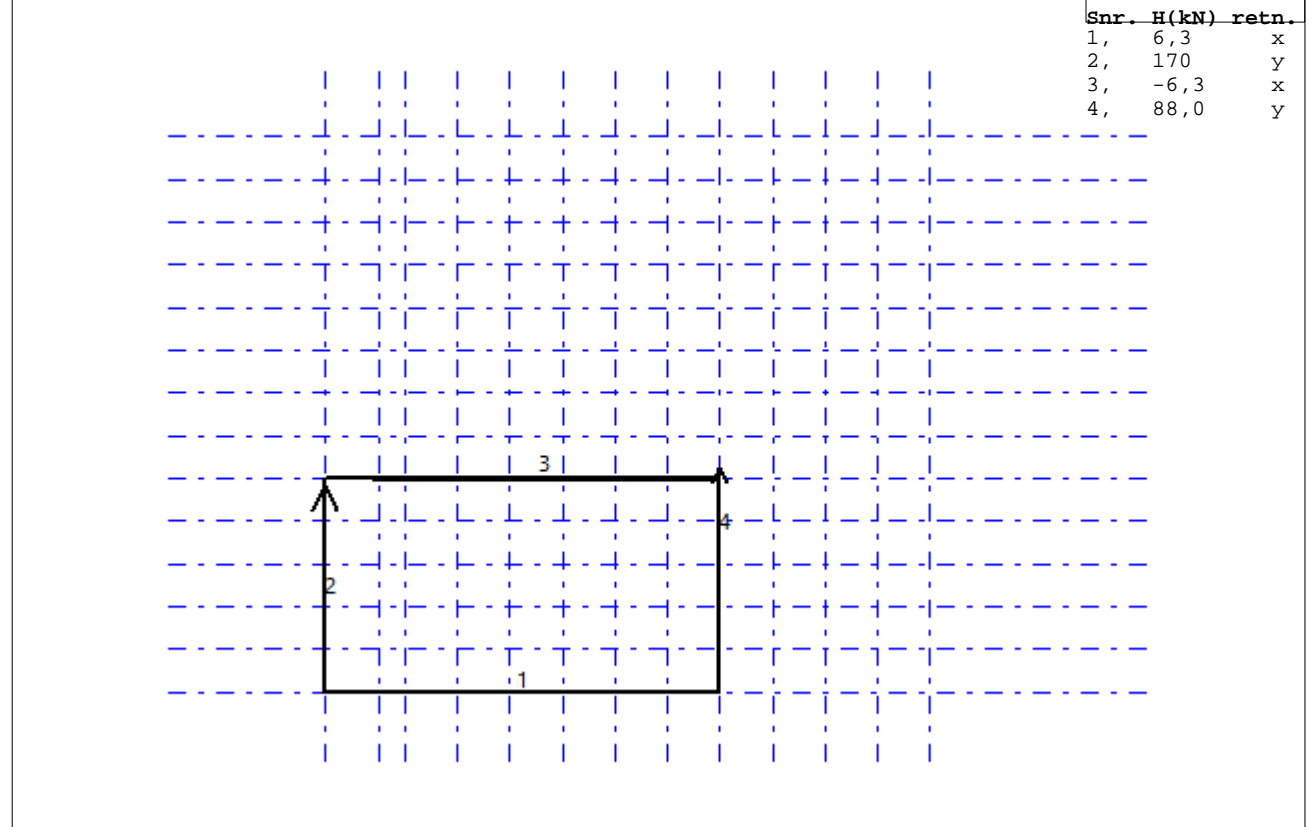 Snr. H(kN) retn.
1, 6,3 x
2, 170 y
3, -6,3 x
4, 88,0 y
3
4
2
1